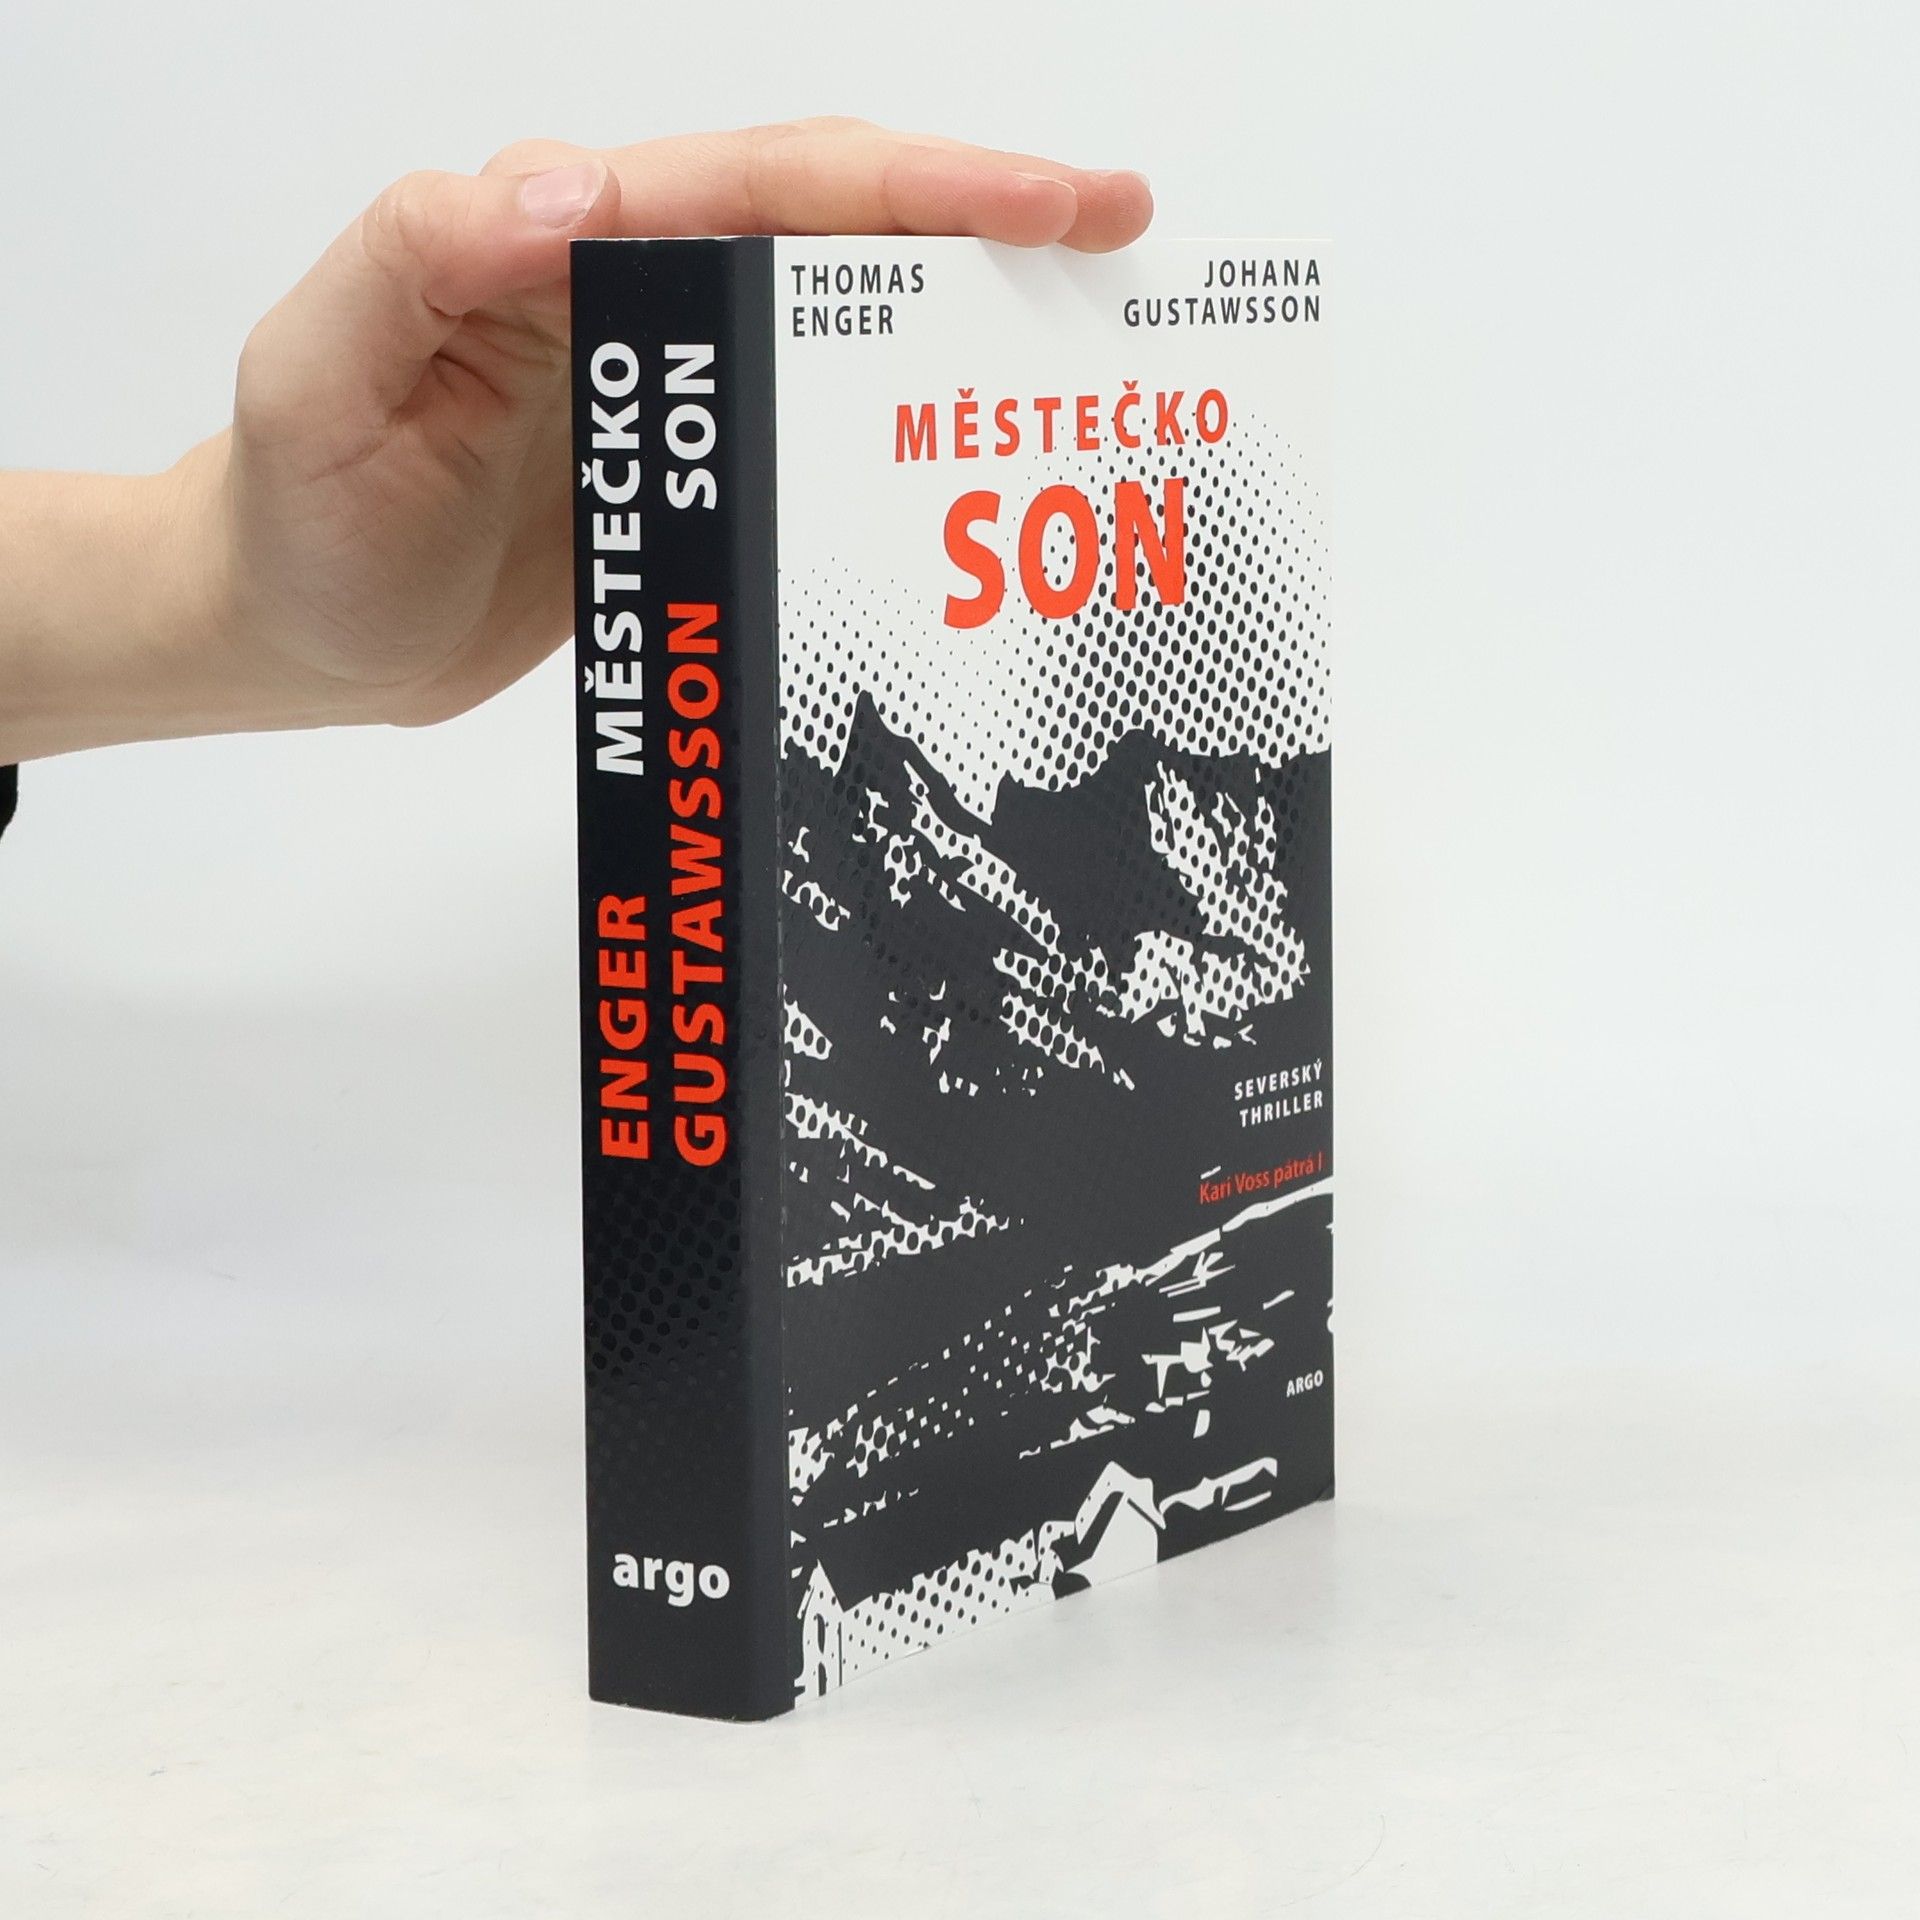 MĚSTEČKO
SON
ENGER
GUSTAWSSON
argo
THOMAS
ENGER
JOHANA
GUSTAWSSON
MĚSTEČKO
SON
SEVERSKÝ
THRILLER
Kari Voss pátrá I
ARGO